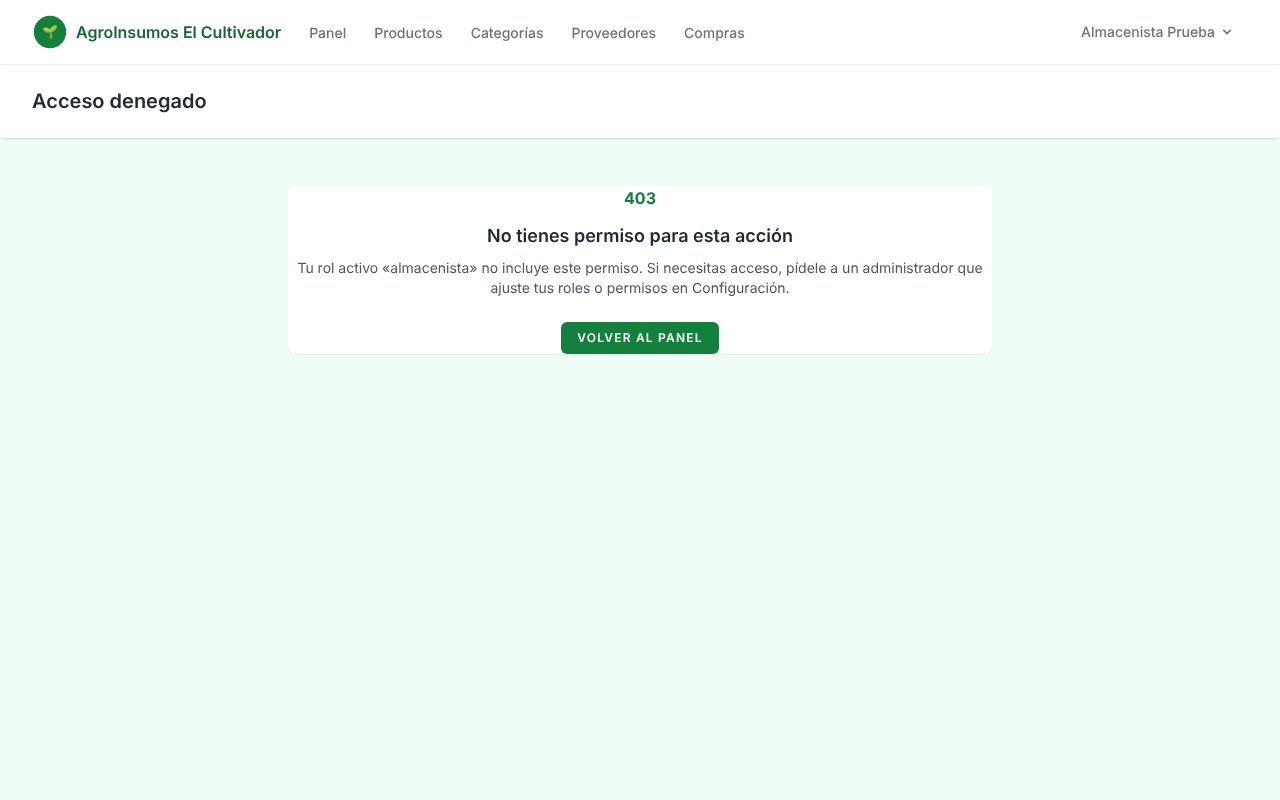 AgroInsumos El Cultivador
Panel
Productos
Categorías
Proveedores
Compras
Almacenista Prueba
Acceso denegado
403
No tienes permiso para esta acción
Tu rol activo «almacenista» no incluye este permiso. Si necesitas acceso, pídele a un administrador que
ajuste tus roles o permisos en Configuración.
VOLVER AL PANEL